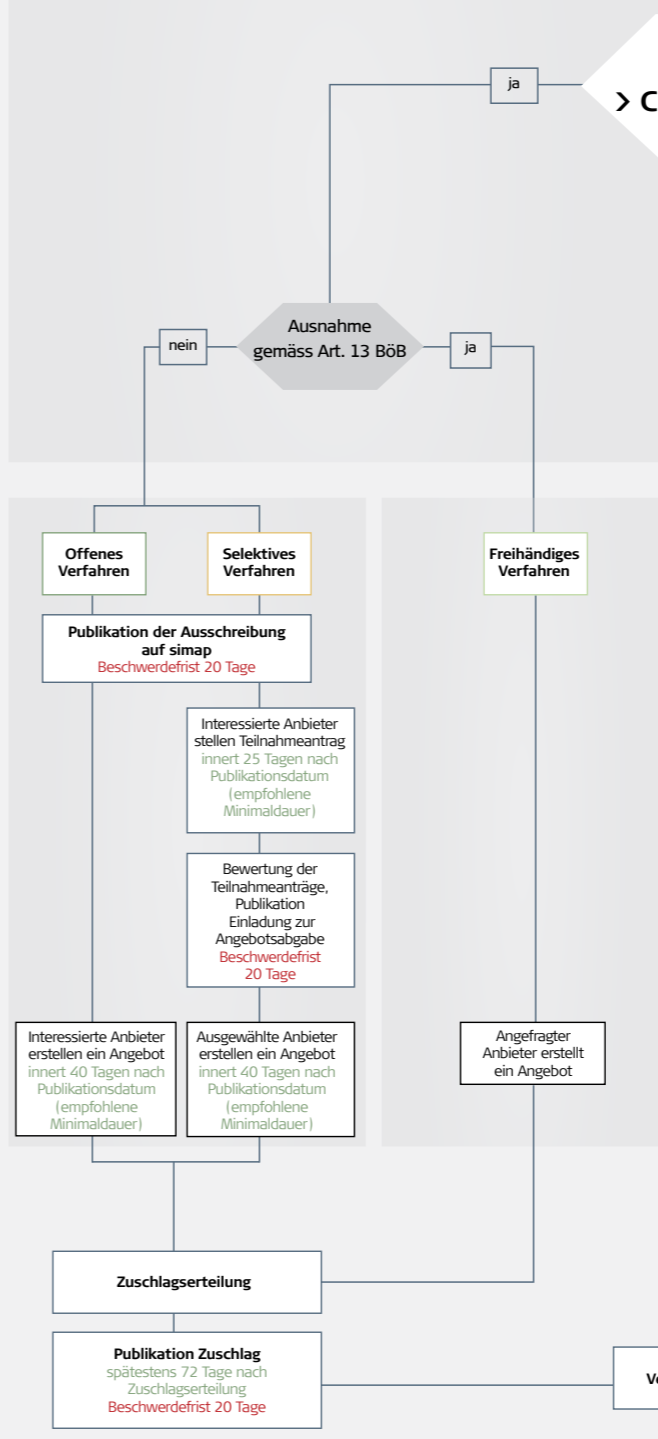 ja
> C
Ausnahme
gemäss Art. 13 BöB
nein
ja
Offenes
Verfahren
Selektives
Verfahren
Freihändiges
Verfahren
Publikation der Ausschreibung
auf simap
Beschwerdefrist 20 Tage
Interessierte Anbieter
stellen Teilnahmeantrag
innert 25 Tagen nach
Publikationsdatum
(empfohlene
Minimaldauer)
Bewertung der
Teilnahmeanträge,
Publikation
Einladung zur
Angebotsabgabe
Beschwerdefrist
20 Tage
Interessierte Anbieter
erstellen ein Angebot
innert 40 Tagen nach
Publikationsdatum
(empfohlene
Minimaldauer)
Ausgewählte Anbieter
erstellen ein Angebot
innert 40 Tagen nach
Publikationsdatum
(empfohlene
Minimaldauer)
Angefragter
Anbieter erstellt
ein Angebot
Zuschlagserteilung
Publikation Zuschlag
spätestens 72 Tage nach
Zuschlagserteilung
Beschwerdefrist 20 Tage